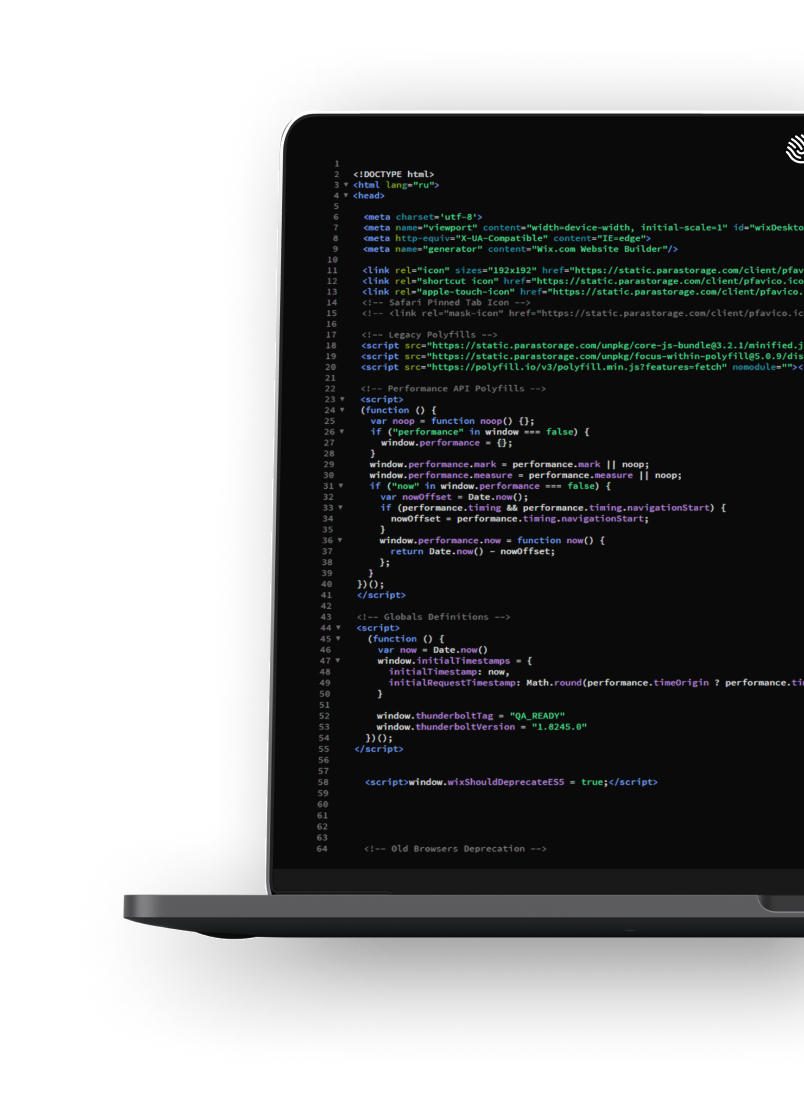 1
2 <!DOCTYPE html>
3 <html lang="ru">
4 <head>
5
6 <meta charset='utf-8'>
7 <meta name="viewport" content="width=device-width, initial-scale=1" id="wixDeskto
8 <meta http-equiv="X-UA-Compatible" content="IE=edge">
9 <meta name="generator" content="Wix.com Website Builder"/>
10
11 <link rel="icon" sizes="192x192" href="https://static.parastorage.com/client/pfav
12 <link rel="shortcut icon" href="https://static.parastorage.com/client/pfavico.ico
13 <link rel="apple-touch-icon" href="https://static.parastorage.com/client/pfavico.
14 <!-- Safari Pinned Tab Icon -->
15 <!-- <link rel="mask-icon" href="https://static.parastorage.com/client/pfavico.ic
16
17 <!-- Legacy Polyfills -->
18 <script src="https://static.parastorage.com/unpkg/core-js-bundle@3.2.1/minified.j
19 <script src="https://static.parastorage.com/unpkg/focus-within-polyfill@5.0.9/dis
20 <script src="https://polyfill.io/v3/polyfill.min.js?features=fetch" nomodule=""><
21
22 <!-- Performance API Polyfills -->
23 <script>
24 (function () {
25 var noop = function noop() {};
26 if ("performance" in window === false) {
27 window.performance = {};
28 }
29 window.performance.mark = performance.mark || noop;
30 window.performance.measure = performance.measure || noop;
31 if ("now" in window.performance === false) {
32 var nowOffset = Date.now();
33 if (performance.timing && performance.timing.navigationStart) {
34 nowOffset = performance.timing.navigationStart;
35 }
36 window.performance.now = function now() {
37 return Date.now() - nowOffset;
38 };
39 }
40 })();
41 </script>
42
43 <!-- Globals Definitions -->
44 <script>
45 (function () {
46 var now = Date.now()
47 window.initialTimestamps = {
48 initialTimestamp: now,
49 initialRequestTimestamp: Math.round(performance.timeOrigin ? performance.ti
50 }
51
52 window.thunderboltTag = "QA_READY"
53 window.thunderboltVersion = "1.8245.0"
54 })();
55 </script>
56
57
58 <script>window.wixShouldDeprecateES5 = true;</script>
59
60
61
62
63
64 <!-- Old Browsers Deprecation -->